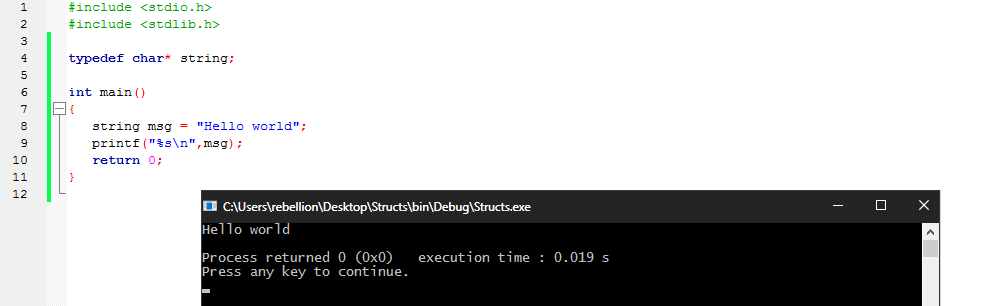 1 #include <stdio.h>
2 #include <stdlib.h>
3
4 typedef char* string;
5
6 int main()
7 {
8 string msg = "Hello world";
9 printf("%s\n",msg);
10 return 0;
11 }
12
C:\Users\rebellion\Desktop\Structs\bin\Debug\Structs.exe
Hello world
Process returned 0 (0x0) execution time : 0.019 s
Press any key to continue.